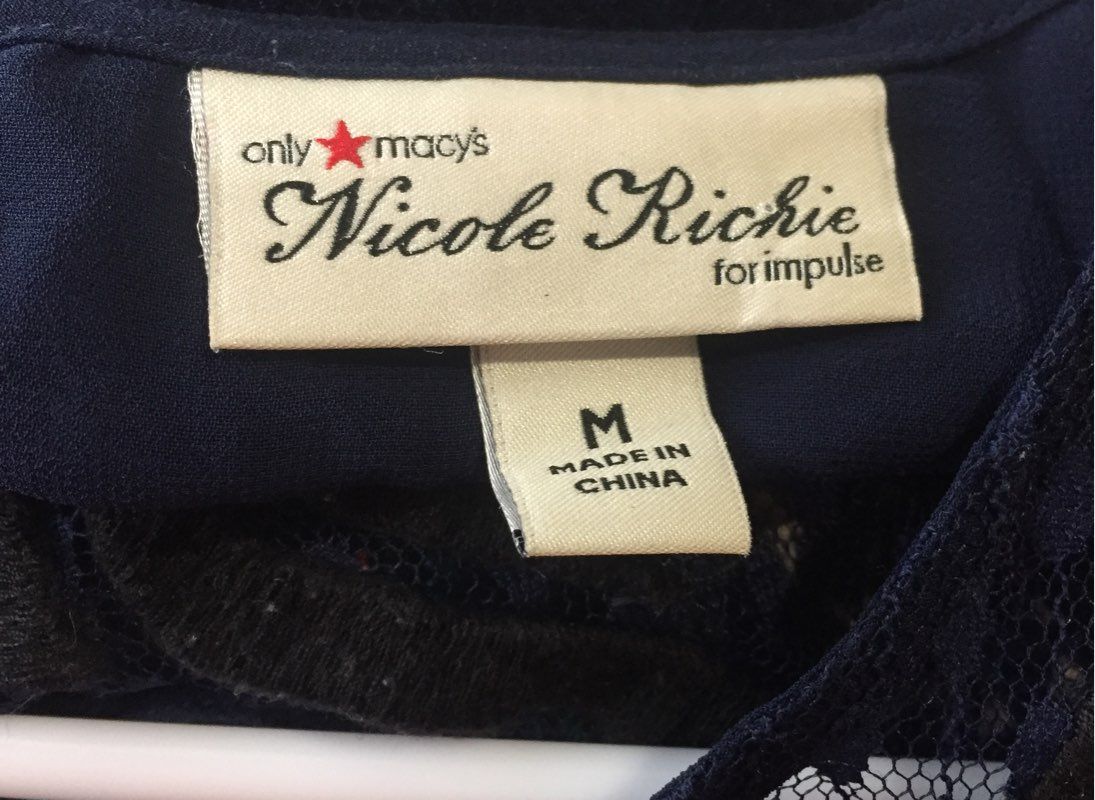 only macy's
Nicole Richie
for impulse
M
MADE IN
CHINA